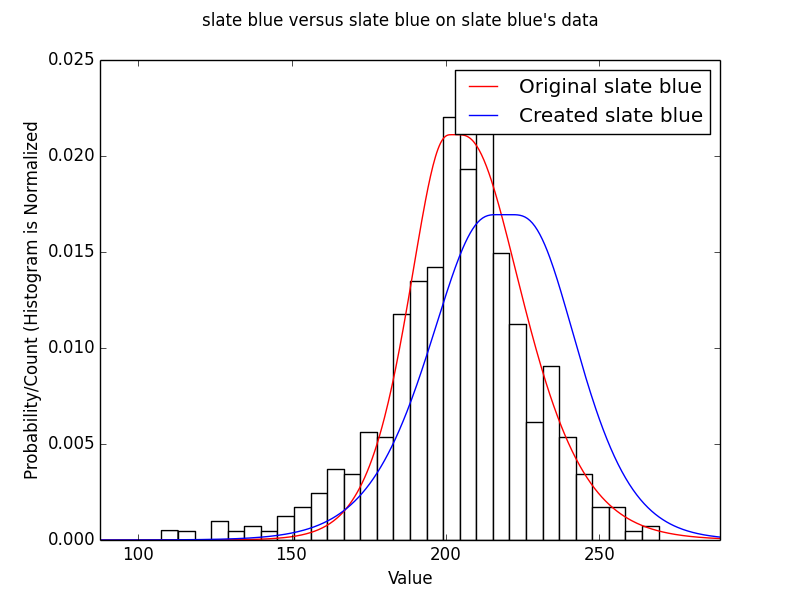 slate blue versus slate blue on slate blue's data
Original slate blue
Created slate blue
Probability/Count (Histogram is Normalized
0.025
0.020
0.015
0.010
0.005
0.000
100
150
200
250
Value